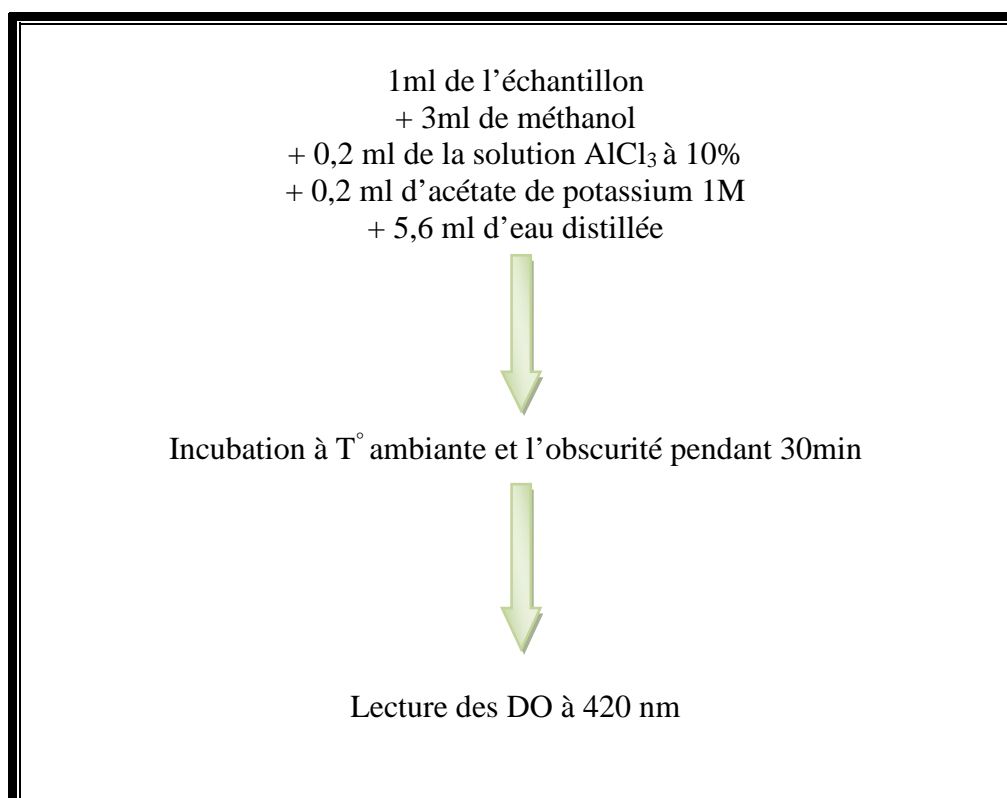 1ml de l’échantillon
+ 3ml de méthanol
+ 0,2 ml de la solution AlCl₃ à 10%
+ 0,2 ml d’acétate de potassium 1M
+ 5,6 ml d’eau distillée
Incubation à T° ambiante et l’obscurité pendant 30min
Lecture des DO à 420 nm